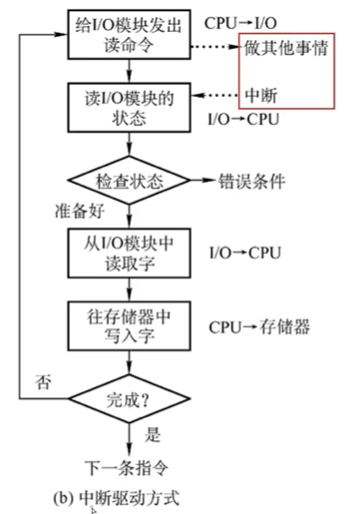 给I/O模块发出
读命令
CPU→I/O
做其他事情
中断
读I/O模块的
状态
I/O→CPU
检查状态
错误条件
准备好
从I/O模块中
读取字
I/O→CPU
往存储器中
写入字
CPU→存储器
否
完成?
是
下一条指令
(b) 中断驱动方式